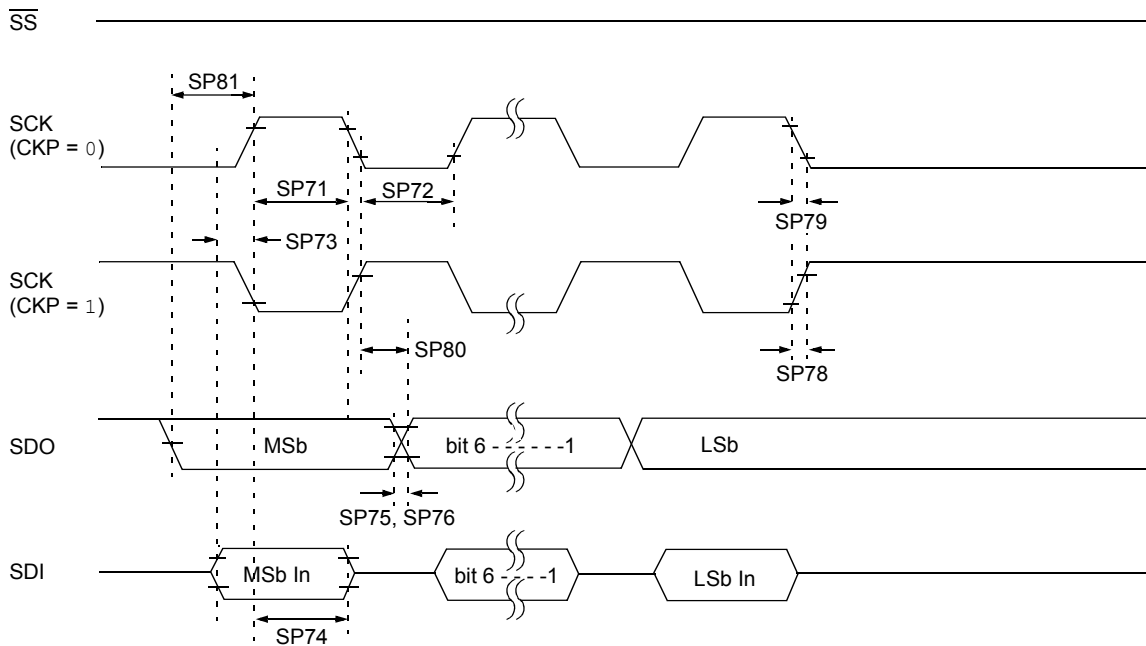 SS
SP81
SCK
(CKP = 0)
SP71
SP72
SP79
SP73
SCK
(CKP = 1)
SP80
SP78
SDO
MSb
bit 6 - - - - - - -1
LSb
SP75, SP76
SDI
MSb In
bit 6 - - - - -1
LSb In
SP74